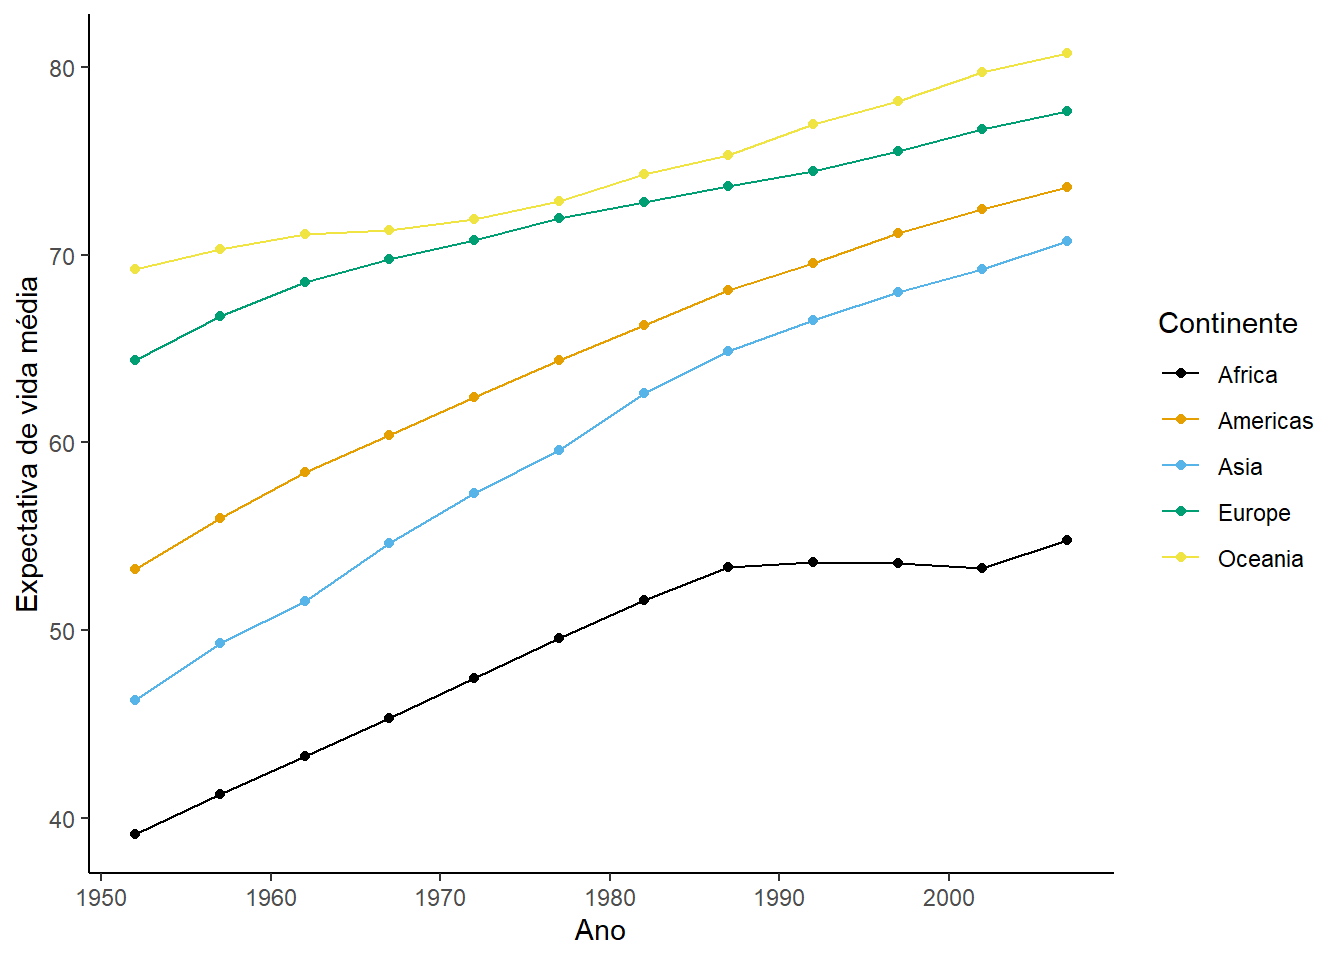 80
70
60
50
40
Expectativa de vida média
1950 1960 1970 1980 1990 2000
Ano
Continente
Africa
Americas
Asia
Europe
Oceania